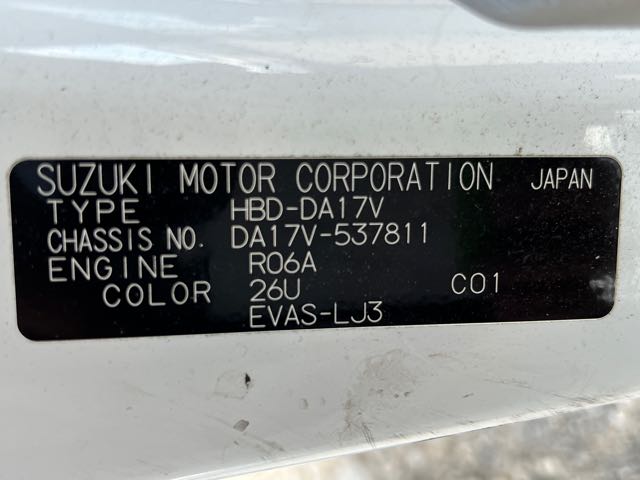 SUZUKI MOTOR CORPORATION JAPAN
TYPE HBD-DA17V
CHASSIS NO. DA17V-537811
ENGINE R06A
COLOR 26U C01
EVAS-LJ3